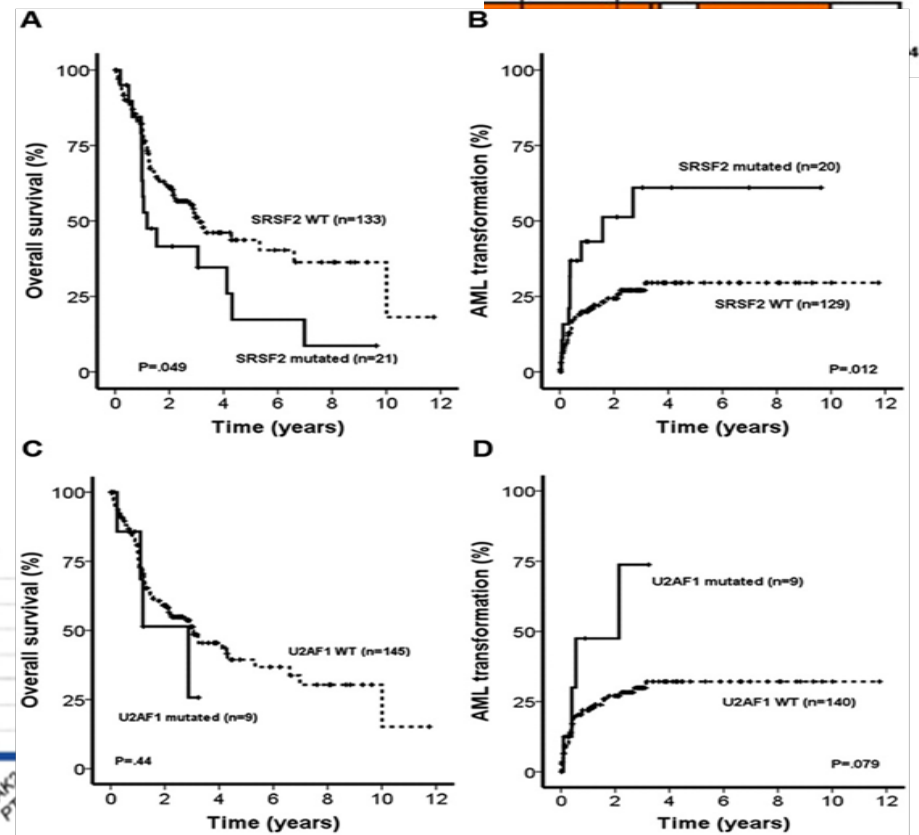 A
Overall survival (%)
100
75
50
25
0
SRSF2 WT (n=133)
SRSF2 mutated (n=21)
P=.049
0 2 4 6 8 10 12
Time (years)
B
4
AML transformation (%)
100
75
50
25
0
SRSF2 mutated (n=20)
SRSF2 WT (n=129)
P=.012
0 2 4 6 8 10 12
Time (years)
C
Overall survival (%)
100
75
50
25
0
U2AF1 WT (n=145)
U2AF1 mutated (n=9)
P=.44
0 2 4 6 8 10 12
Time (years)
D
AML transformation (%)
100
75
50
25
0
U2AF1 mutated (n=9)
U2AF1 WT (n=140)
P=.079
0 2 4 6 8 10 12
Time (years)